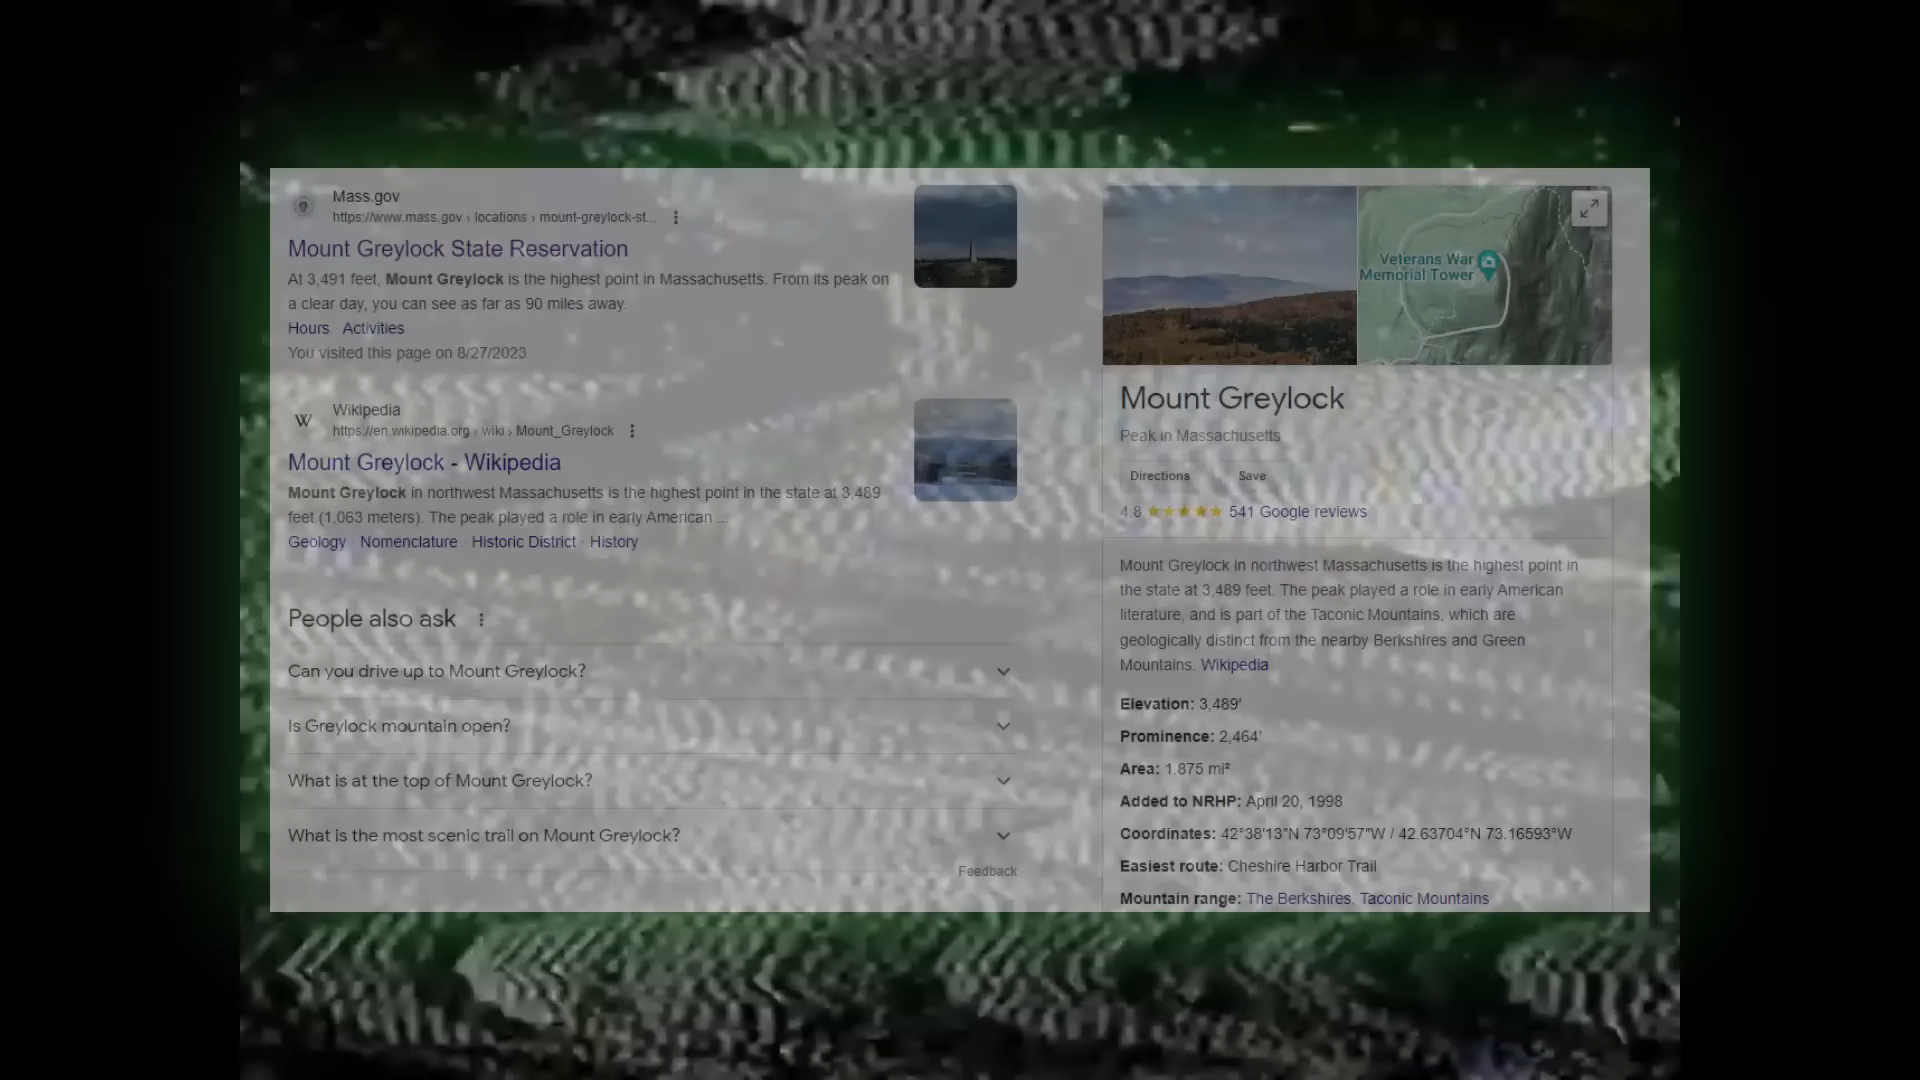 Mass.gov
https://www.mass.gov › locations › mount-greylock-st...
Mount Greylock State Reservation
At 3,491 feet, Mount Greylock is the highest point in Massachusetts. From its peak on
a clear day, you can see as far as 90 miles away.
Hours · Activities
You visited this page on 8/27/2023.
W
Wikipedia
https://en.wikipedia.org › wiki › Mount_Greylock
Mount Greylock - Wikipedia
Mount Greylock in northwest Massachusetts is the highest point in the state at 3,489
feet (1,063 meters). The peak played a role in early American ...
Geology · Nomenclature · Historic District · History
People also ask
Can you drive up to Mount Greylock?
Is Greylock mountain open?
What is at the top of Mount Greylock?
What is the most scenic trail on Mount Greylock?
Feedback
Veterans War
Memorial Tower
Mount Greylock
Peak in Massachusetts
Directions Save
4.8 ★★★★★ 541 Google reviews
Mount Greylock in northwest Massachusetts is the highest point in
the state at 3,489 feet. The peak played a role in early American
literature, and is part of the Taconic Mountains, which are
geologically distinct from the nearby Berkshires and Green
Mountains. Wikipedia
Elevation: 3,489′
Prominence: 2,464′
Area: 1.875 mi²
Added to NRHP: April 20, 1998
Coordinates: 42°38′13″N 73°09′57″W / 42.63704°N 73.16593°W
Easiest route: Cheshire Harbor Trail
Mountain range: The Berkshires, Taconic Mountains